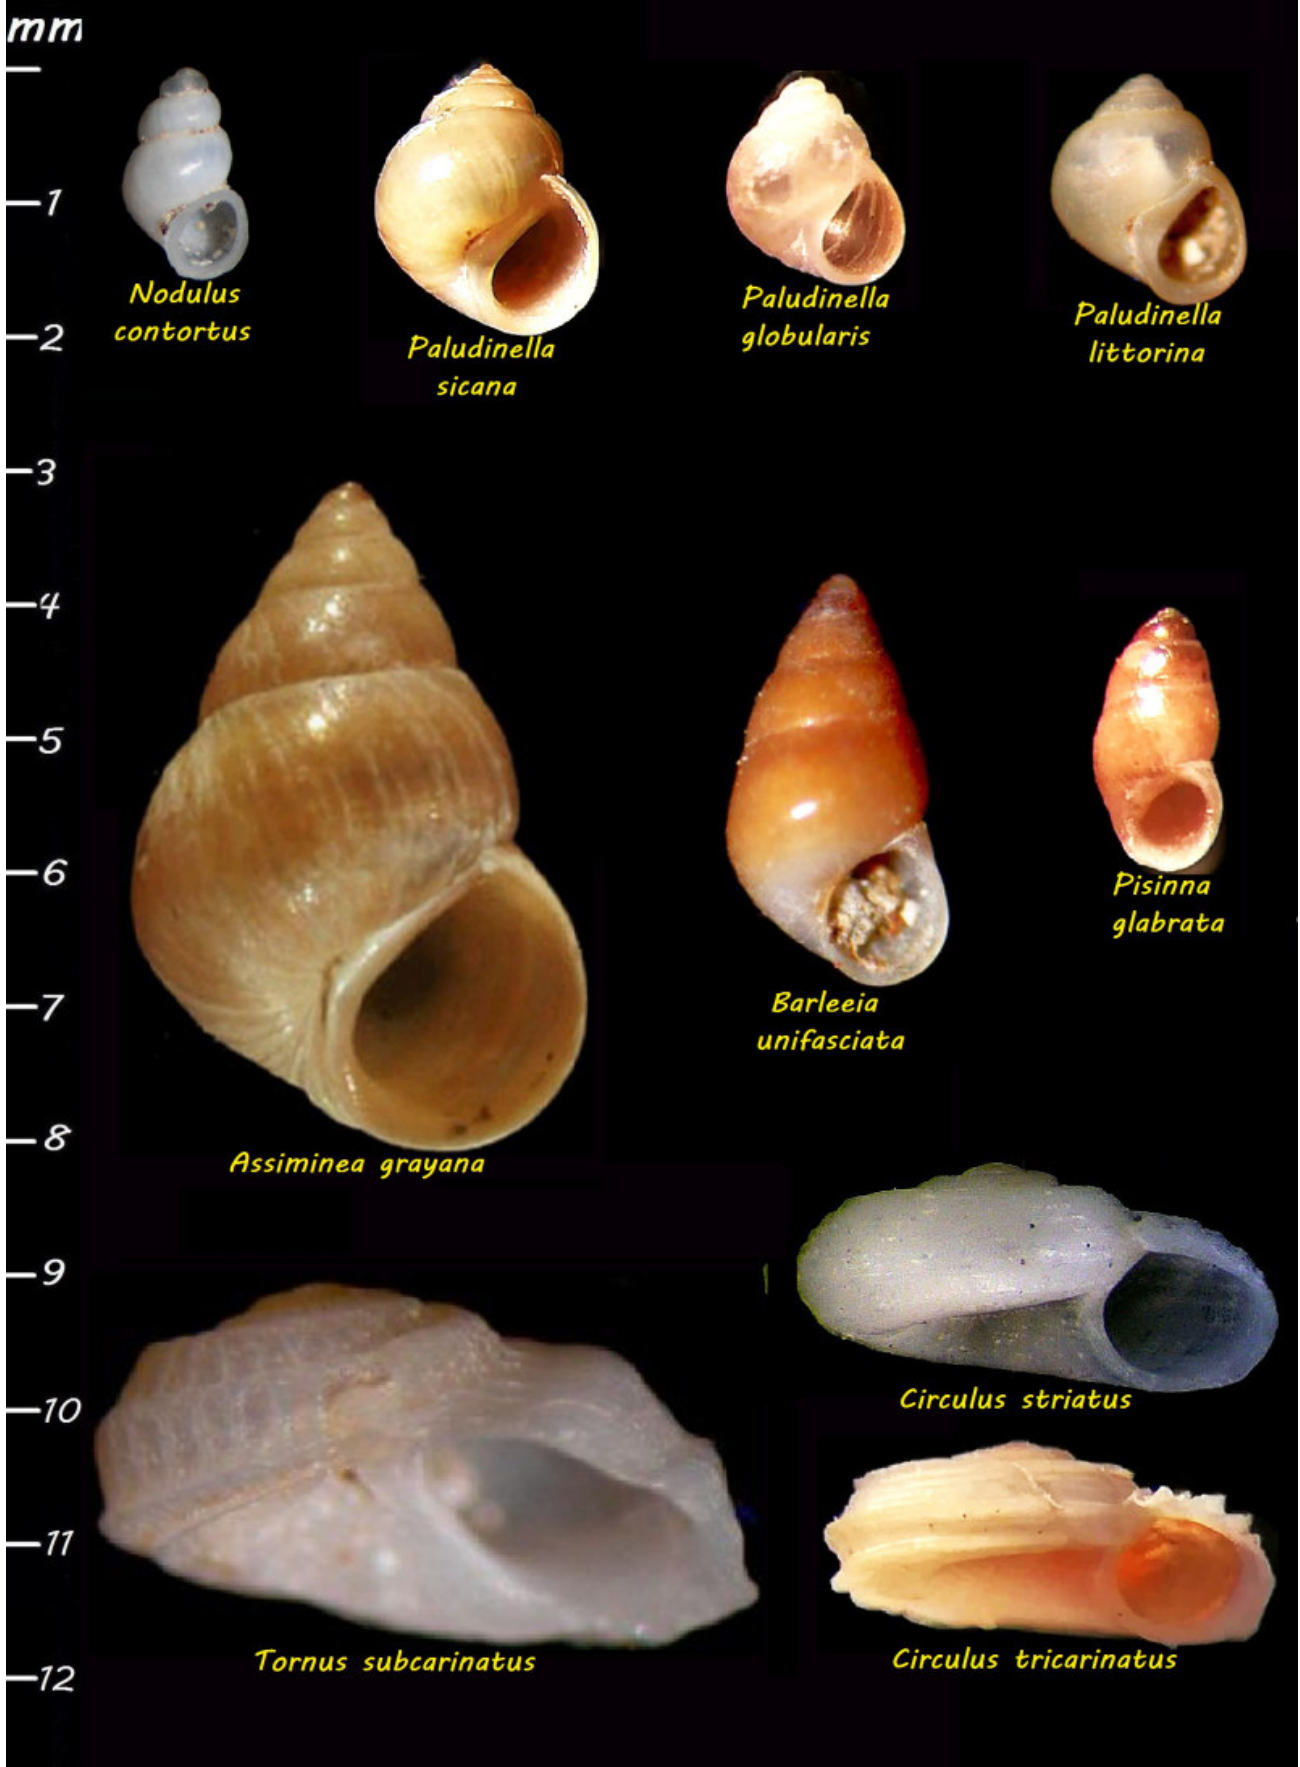 mm
1
Nodulus
contortus
Paludinella
sicana
Paludinella
globularis
Paludinella
littorina
2
3
4
5
6
Pisinna
glabrata
7
Barleeia
unifasciata
8
Assiminea grayana
9
10
Circulus striatus
11
Tornus subcarinatus
Circulus tricarinatus
12